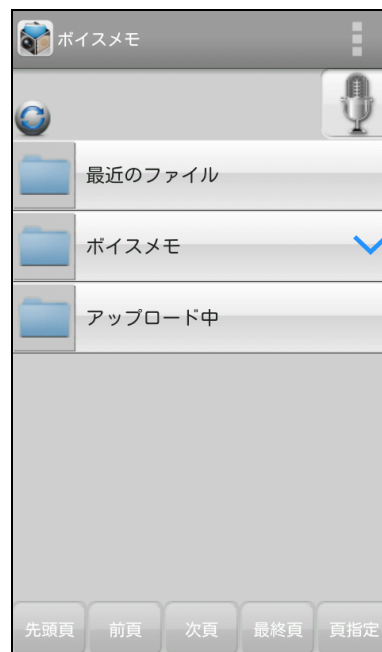 ボイスメモ
最近のファイル
ボイスメモ
アップロード中
先頭頁 前頁 次頁 最終頁 頁指定